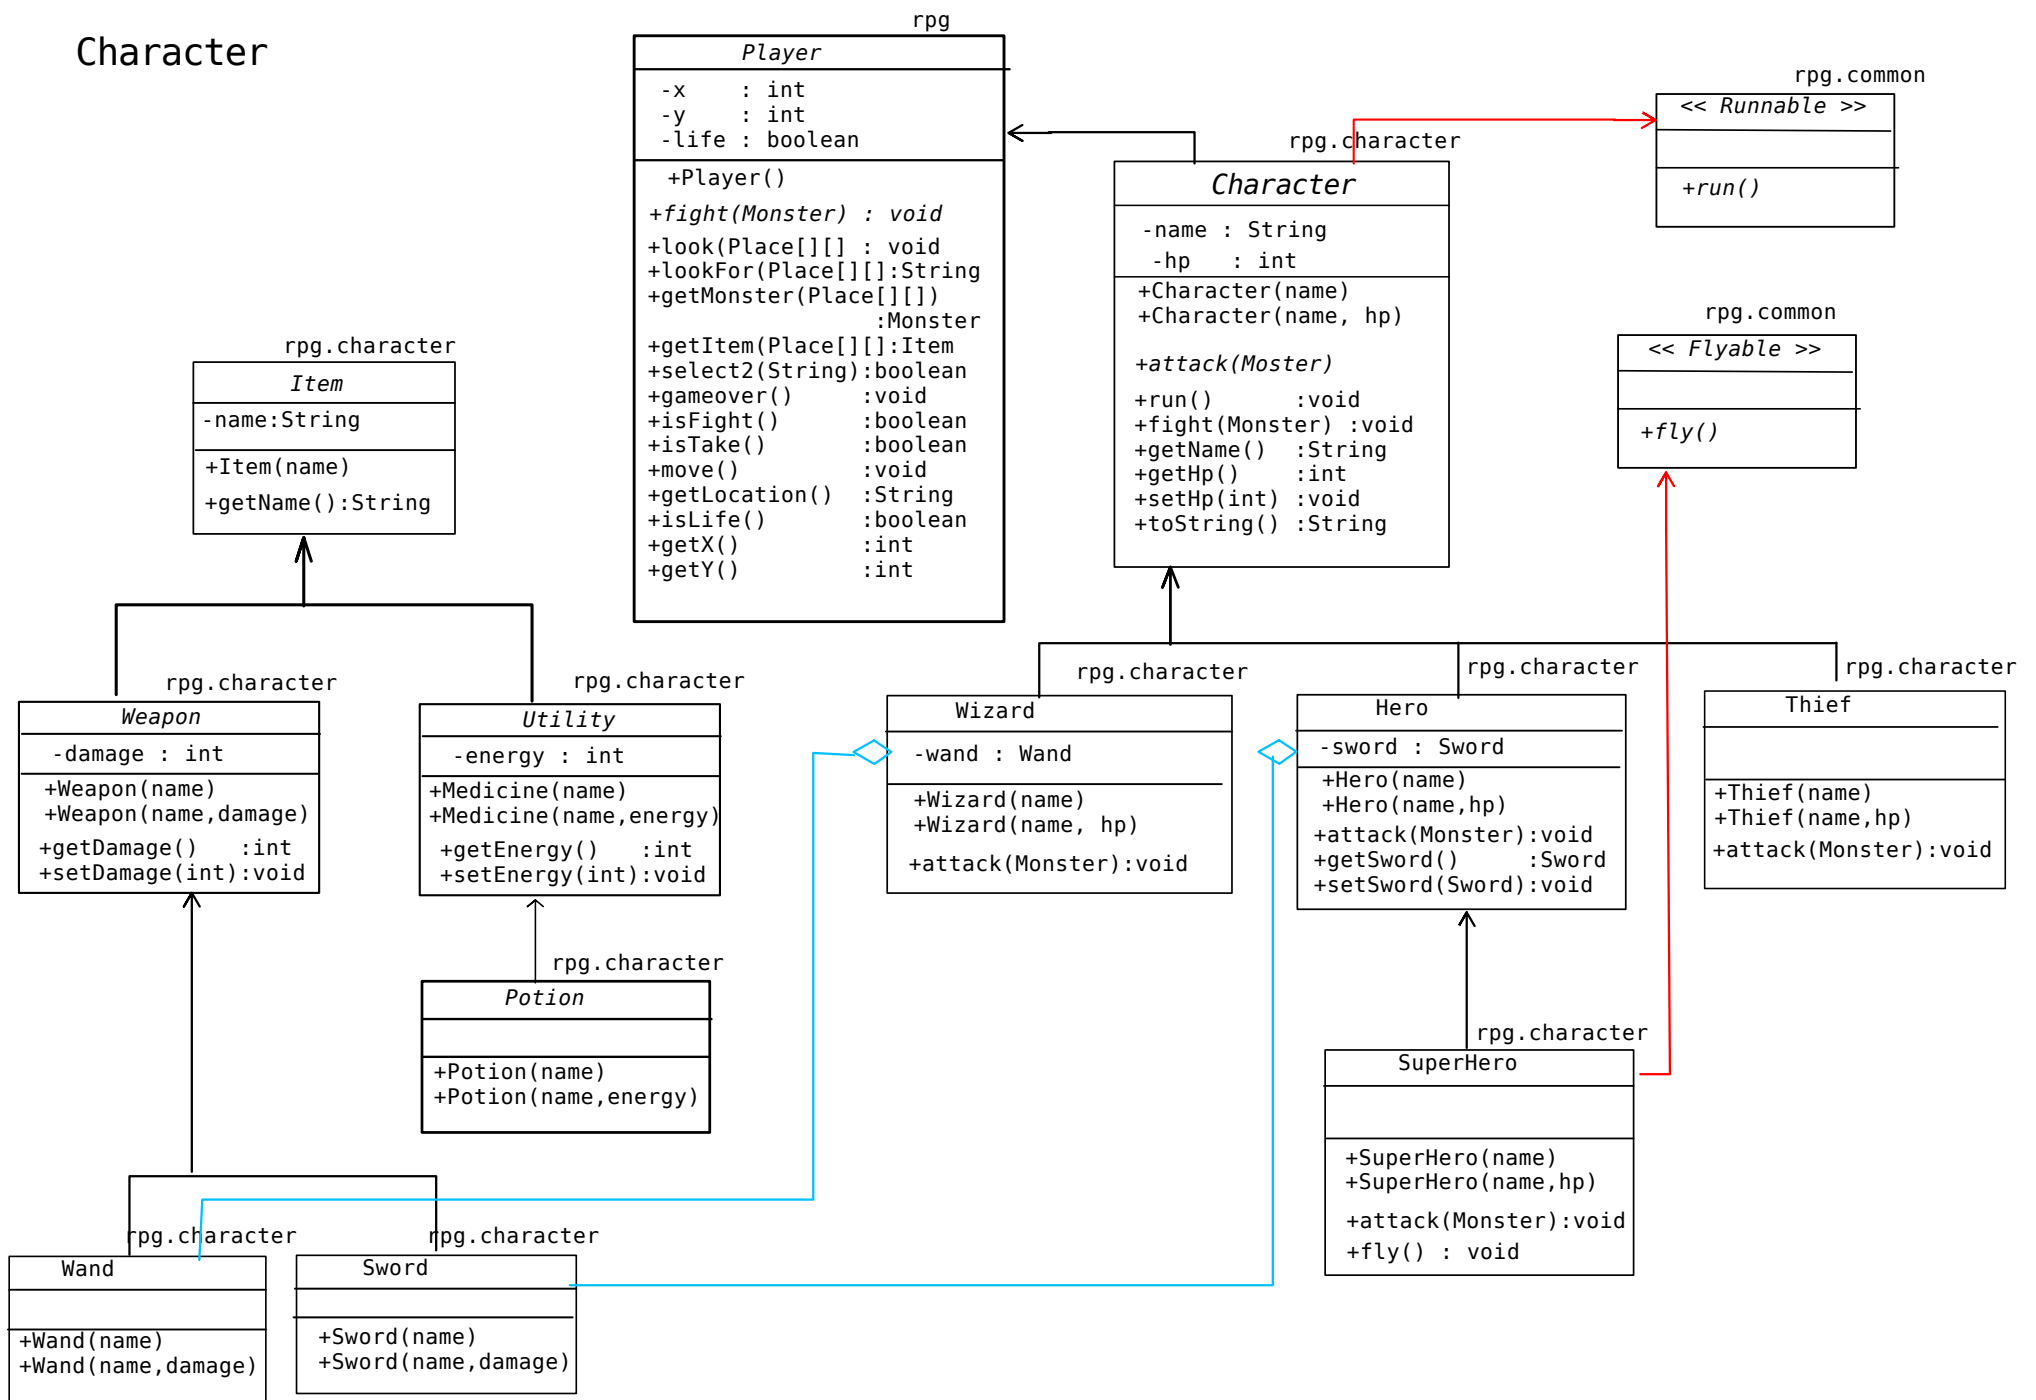 Character
rpg
Player
-x    : int
-y    : int
-life : boolean
+Player()
+fight(Monster) : void
+look(Place[][] : void
+lookFor(Place[][]:String
+getMonster(Place[][])
:Monster
+getItem(Place[][]:Item
+select2(String):boolean
+gameover()     :void
+isFight()      :boolean
+isTake()       :boolean
+move()         :void
+getLocation()  :String
+isLife()       :boolean
+getX()         :int
+getY()         :int
rpg.character
Character
-name : String
-hp   : int
+Character(name)
+Character(name, hp)
+attack(Moster)
+run()      :void
+fight(Monster) :void
+getName()  :String
+getHp()    :int
+setHp(int) :void
+toString() :String
rpg.common
<< Runnable >>
+run()
rpg.common
<< Flyable >>
+fly()
rpg.character
Item
-name:String
+Item(name)
+getName():String
rpg.character
Weapon
-damage : int
+Weapon(name)
+Weapon(name,damage)
+getDamage()   :int
+setDamage(int):void
rpg.character
Utility
-energy : int
+Medicine(name)
+Medicine(name,energy)
+getEnergy()   :int
+setEnergy(int):void
rpg.character
Wizard
-wand : Wand
+Wizard(name)
+Wizard(name, hp)
+attack(Monster):void
rpg.character
Hero
-sword : Sword
+Hero(name)
+Hero(name,hp)
+attack(Monster):void
+getSword()     :Sword
+setSword(Sword):void
rpg.character
Thief
+Thief(name)
+Thief(name,hp)
+attack(Monster):void
rpg.character
Potion
+Potion(name)
+Potion(name,energy)
rpg.character
SuperHero
+SuperHero(name)
+SuperHero(name,hp)
+attack(Monster):void
+fly() : void
rpg.character
Wand
+Wand(name)
+Wand(name,damage)
rpg.character
Sword
+Sword(name)
+Sword(name,damage)